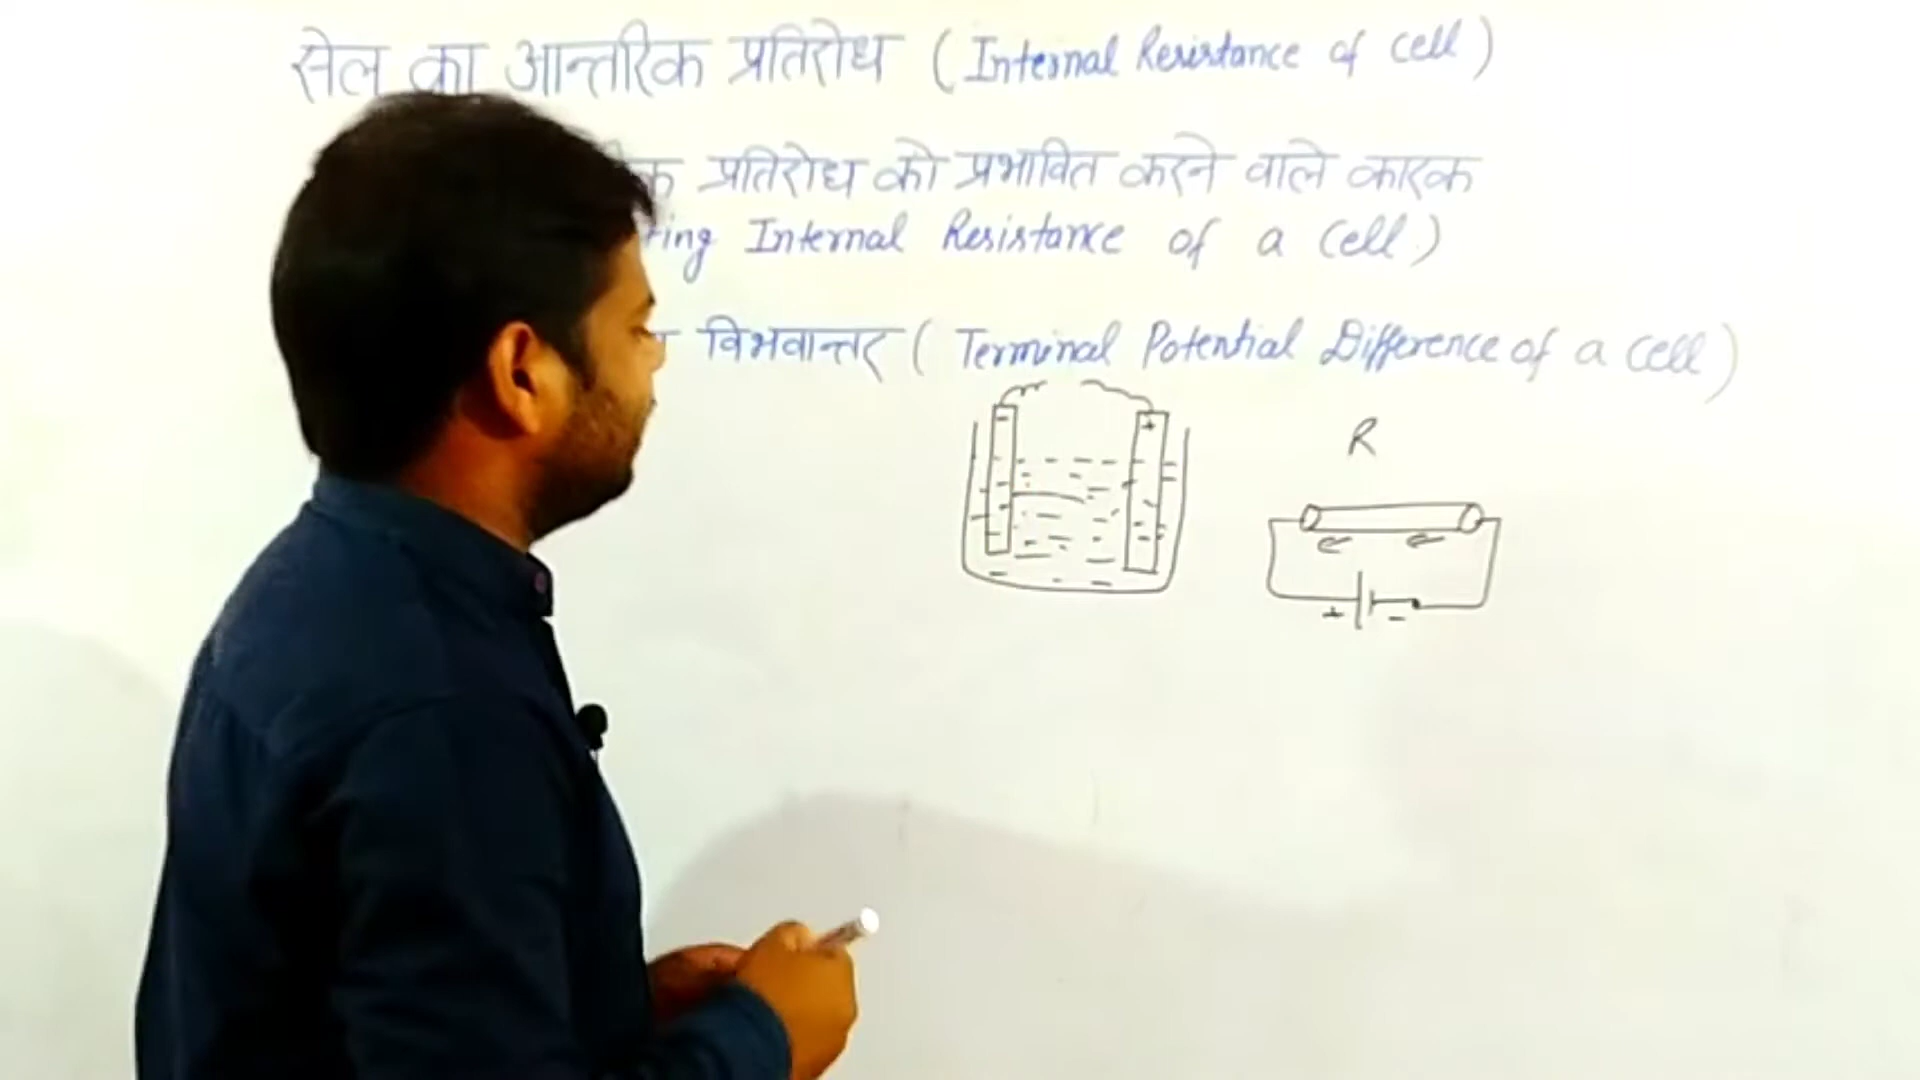 सेल का आन्तरिक प्रतिरोध (Internal Resistance of Cell)
प्रतिरोध को प्रभावित करने वाले कारक
Internal Resistance of a Cell)
विभवान्तर (Terminal Potential Difference of a Cell)
- +
R
+ -